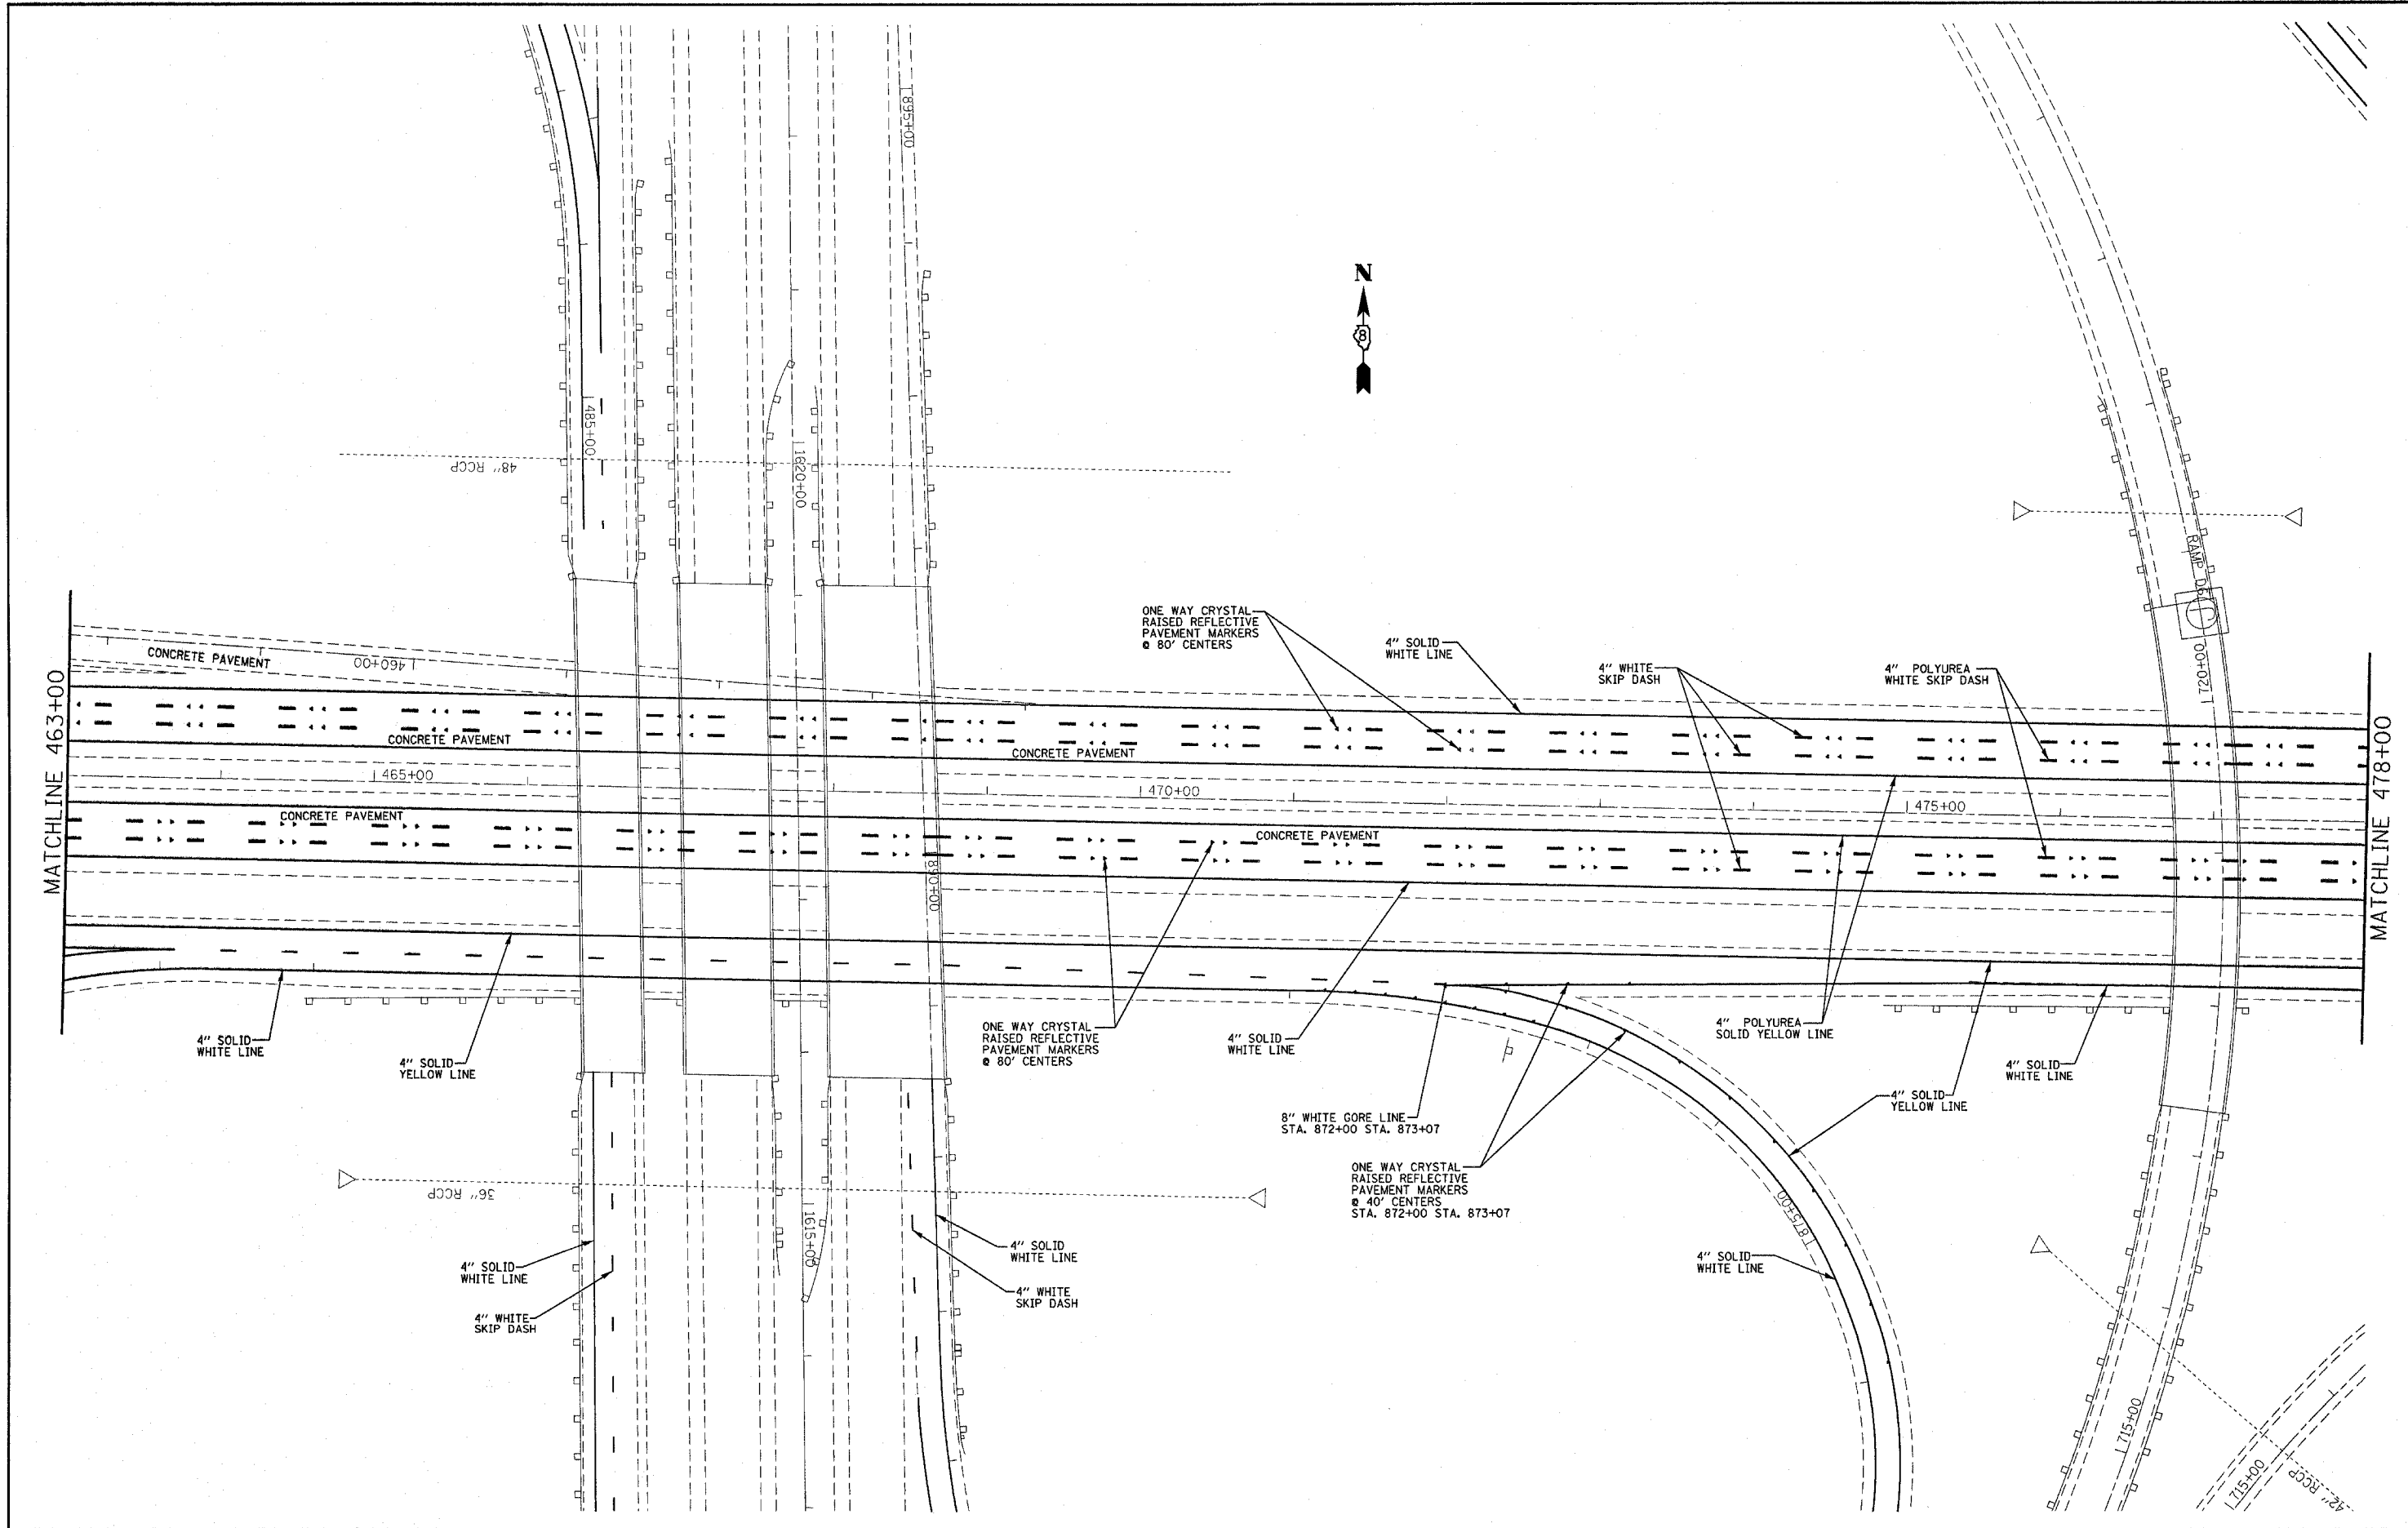 895+00
N
8
485+00
1620+00
48" RCCP
RAMP D6
720+00
MATCHLINE 463+00
CONCRETE PAVEMENT
460+00
ONE WAY CRYSTAL
RAISED REFLECTIVE
PAVEMENT MARKERS
@ 80' CENTERS
4" SOLID
WHITE LINE
4" WHITE
SKIP DASH
4" POLYUREA
WHITE SKIP DASH
CONCRETE PAVEMENT
CONCRETE PAVEMENT
465+00
470+00
475+00
MATCHLINE 478+00
CONCRETE PAVEMENT
CONCRETE PAVEMENT
890+00
4" SOLID
WHITE LINE
4" SOLID
YELLOW LINE
ONE WAY CRYSTAL
RAISED REFLECTIVE
PAVEMENT MARKERS
@ 80' CENTERS
4" SOLID
WHITE LINE
4" POLYUREA
SOLID YELLOW LINE
4" SOLID
WHITE LINE
4" SOLID
YELLOW LINE
8" WHITE GORE LINE
STA. 872+00 STA. 873+07
ONE WAY CRYSTAL
RAISED REFLECTIVE
PAVEMENT MARKERS
@ 40' CENTERS
STA. 872+00 STA. 873+07
36" RCCP
1615+00
875+00
4" SOLID
WHITE LINE
4" WHITE
SKIP DASH
4" SOLID
WHITE LINE
4" WHITE
SKIP DASH
4" SOLID
WHITE LINE
715+00
715+00
42" RCCP